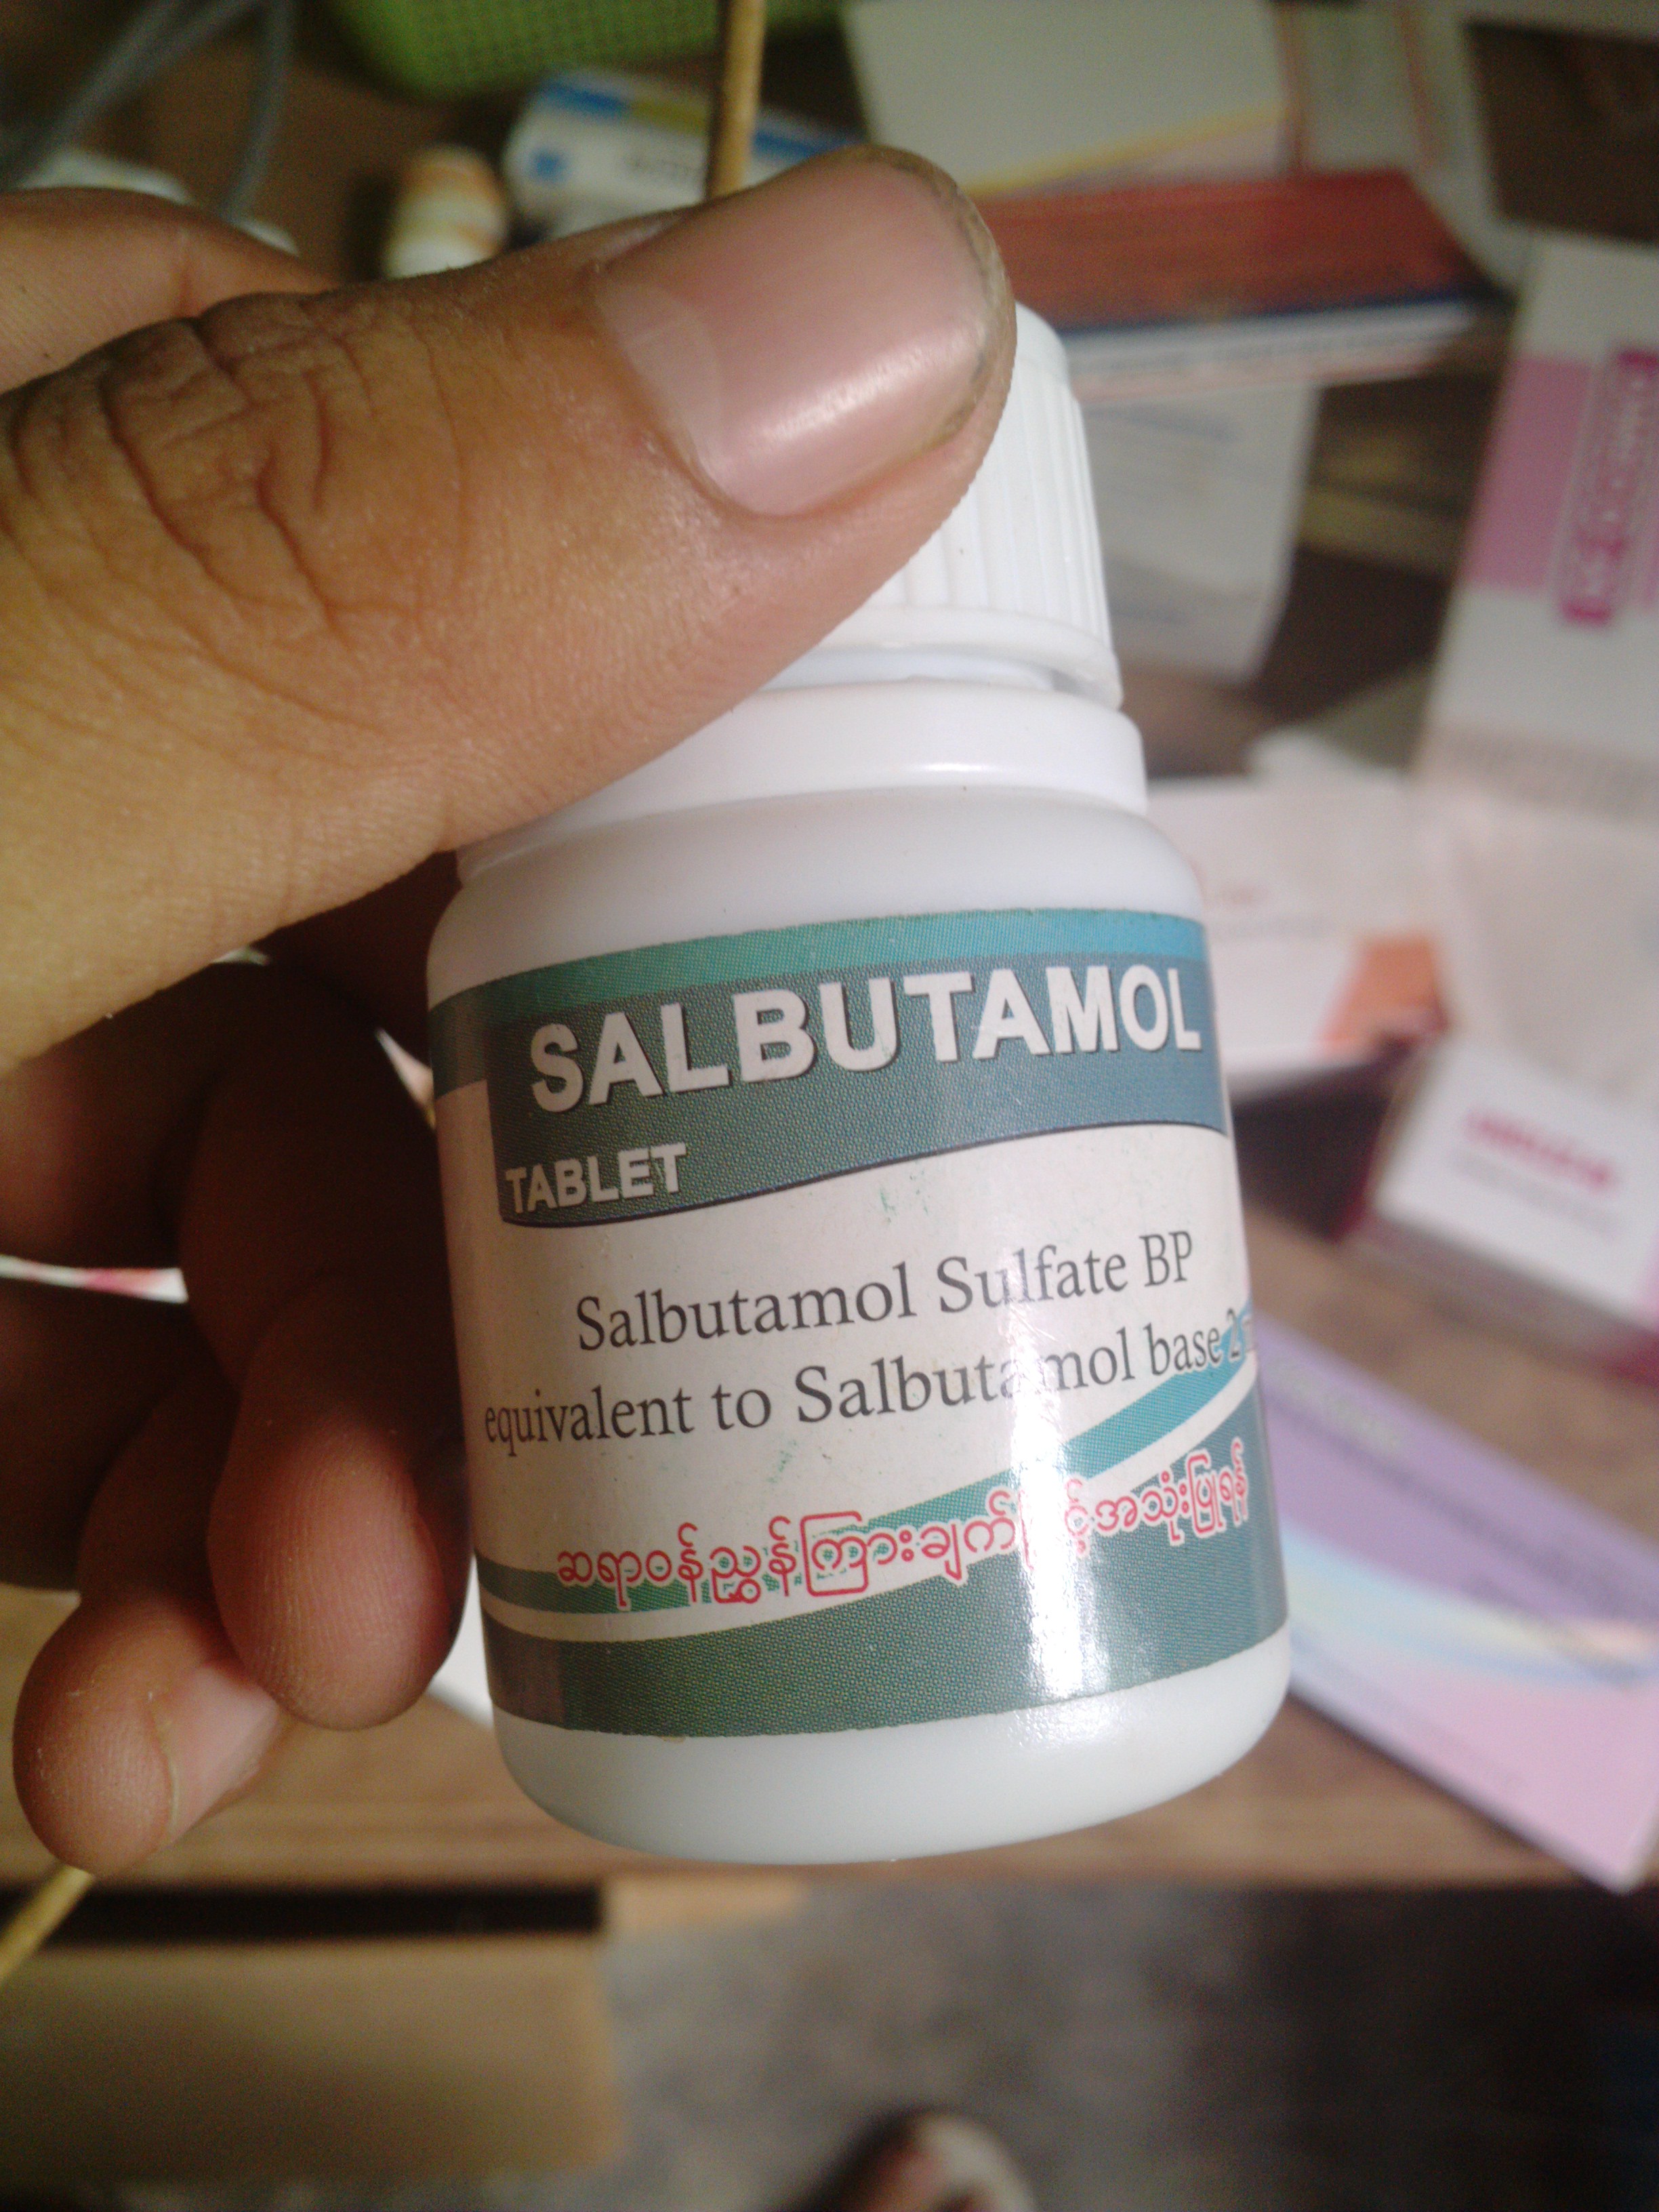 SALBUTAMOL
TABLET
Salbutamol Sulfate BP
equivalent to Salbutamol base 2
ဆရာဝန်ညွှန်ကြားချက်ဖြင့်အသုံးပြုရန်